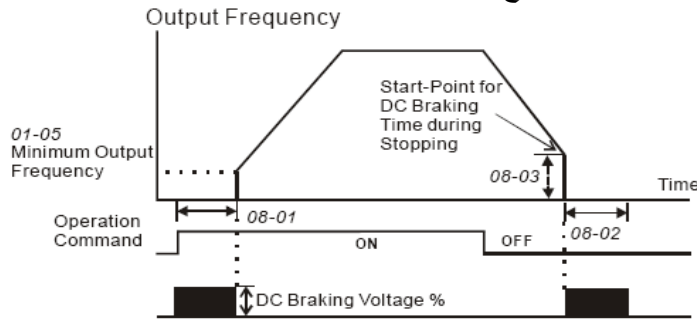 Output Frequency
01-05
Minimum Output
Frequency
Start-Point for
DC Braking
Time during
Stopping
08-03
Time
08-01
08-02
Operation
Command
ON
OFF
DC Braking Voltage %